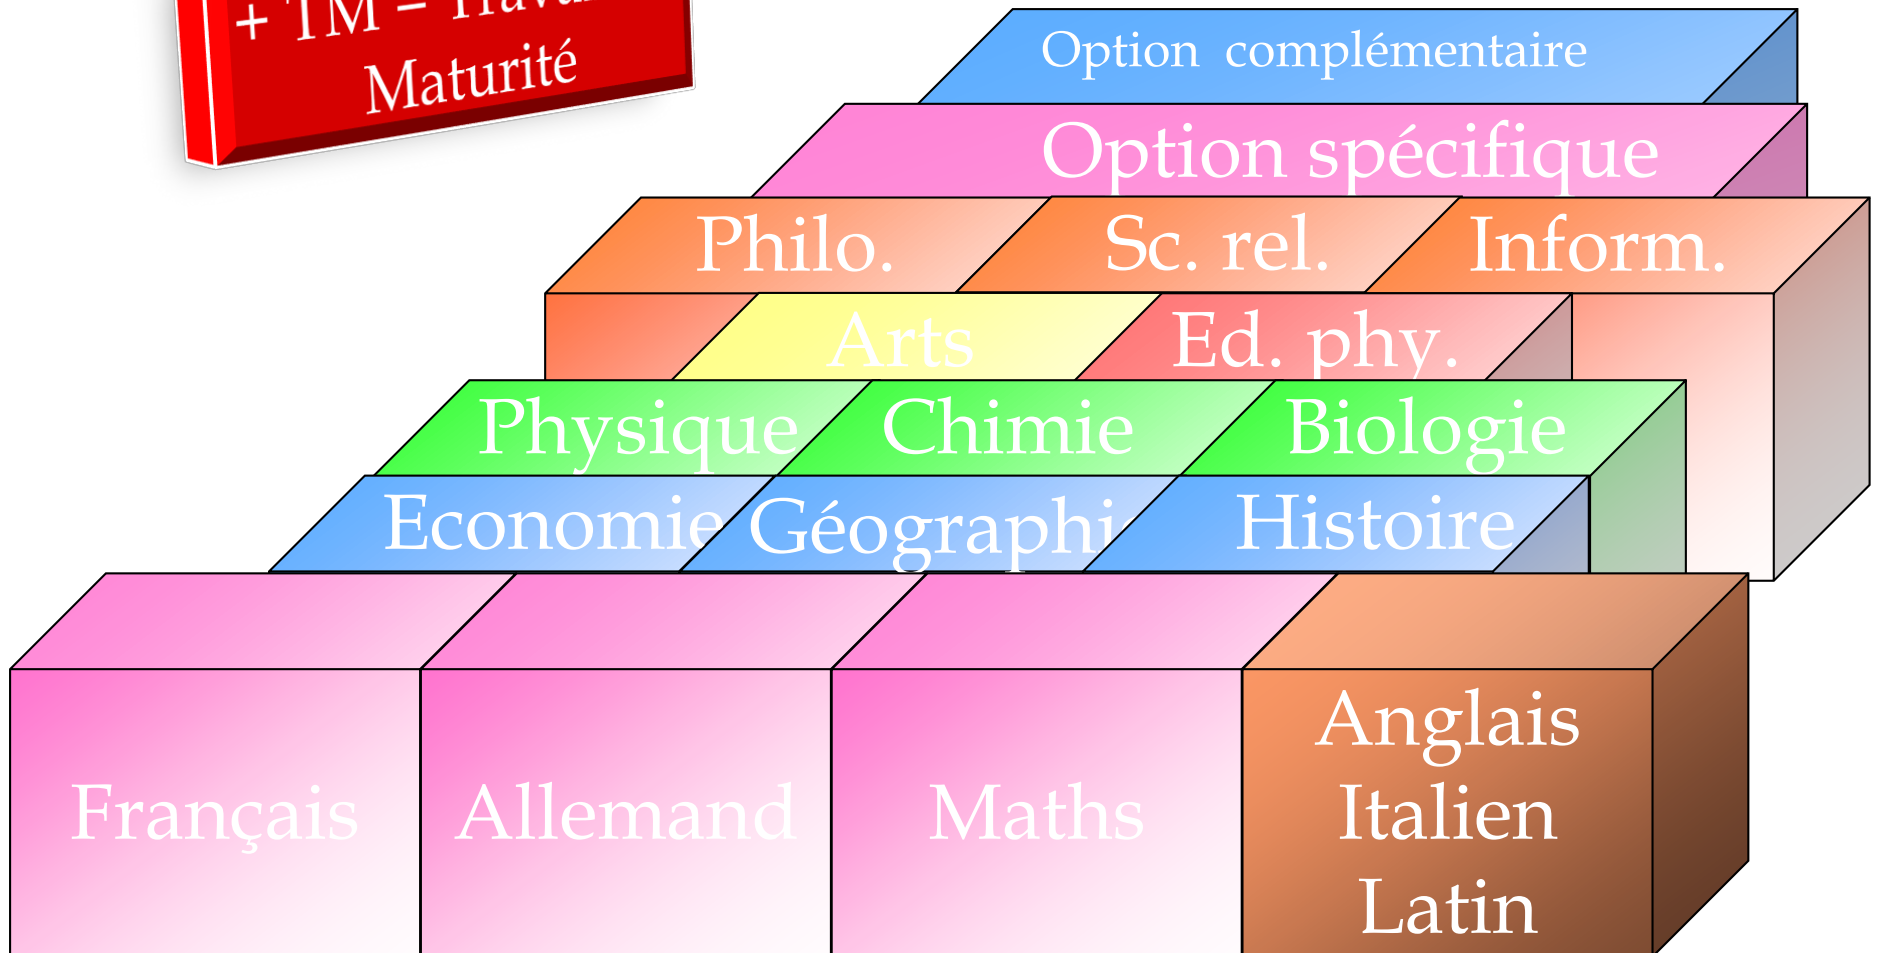 + TM =
Maturité
Option complémentaire
Option spécifique
Philo. Sc. rel. Inform.
Arts Ed. phy.
Physique Chimie Biologie
Economie Géographi Histoire
Français Allemand Maths Anglais
Italien
Latin